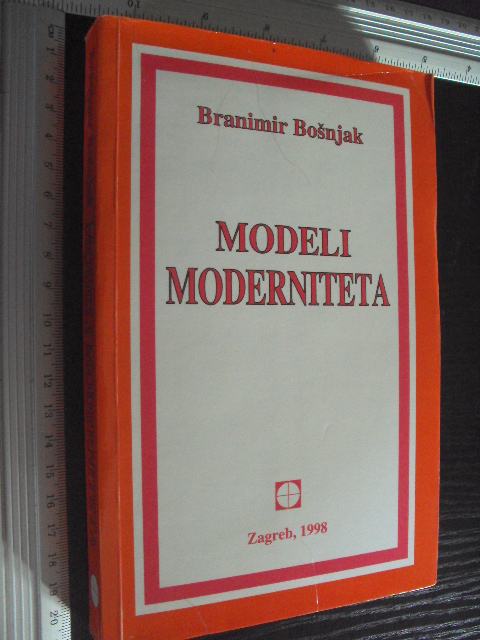 Branimir Bošnjak
MODELI
MODERNITETA
Zagreb, 1998